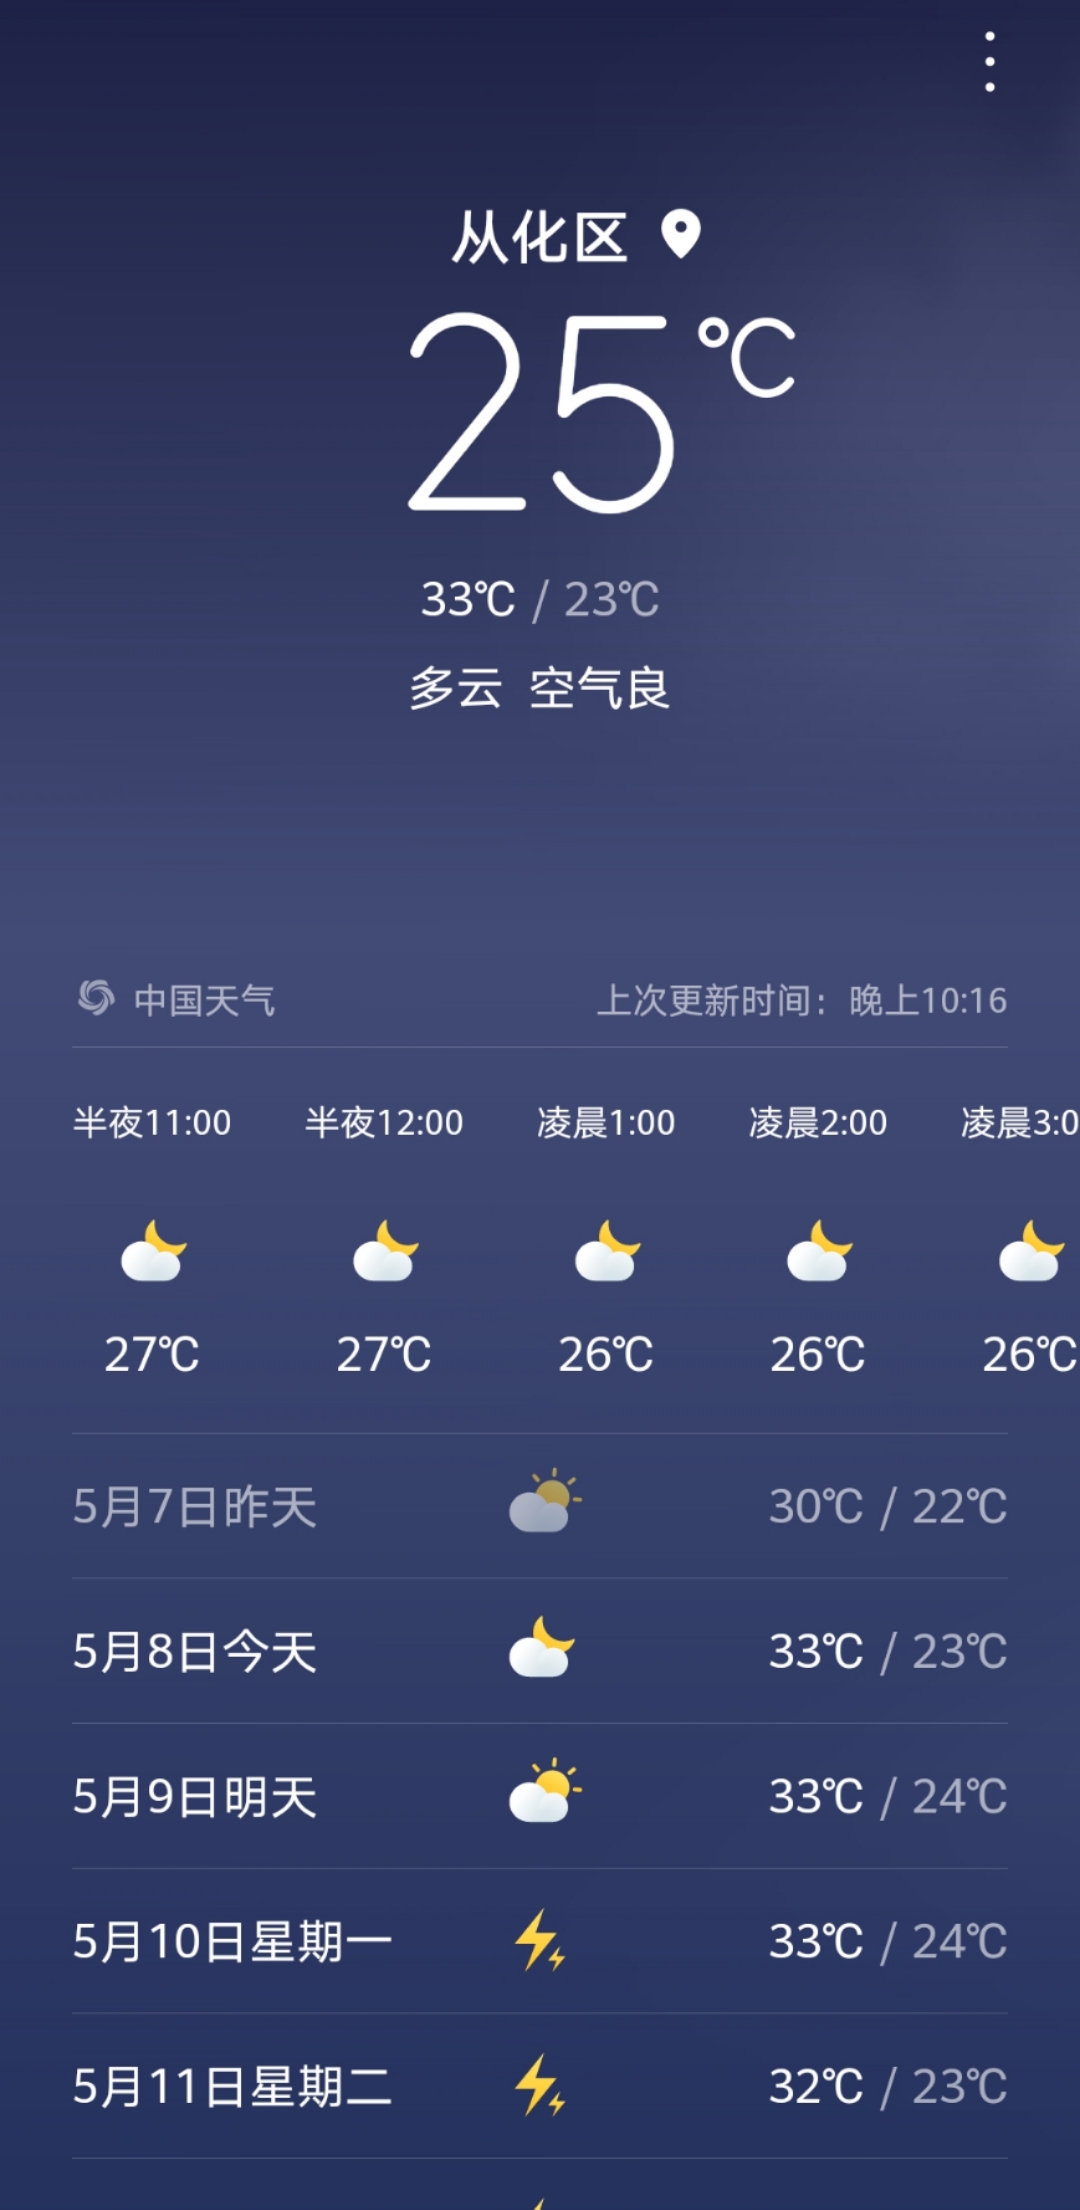 从化区
25℃
33℃ / 23℃
多云 空气良
中国天气 上次更新时间：晚上10:16
半夜11:00 半夜12:00 凌晨1:00 凌晨2:00 凌晨3:0
27℃ 27℃ 26℃ 26℃ 26℃
5月7日昨天 30℃ / 22℃
5月8日今天 33℃ / 23℃
5月9日明天 33℃ / 24℃
5月10日星期一 33℃ / 24℃
5月11日星期二 32℃ / 23℃